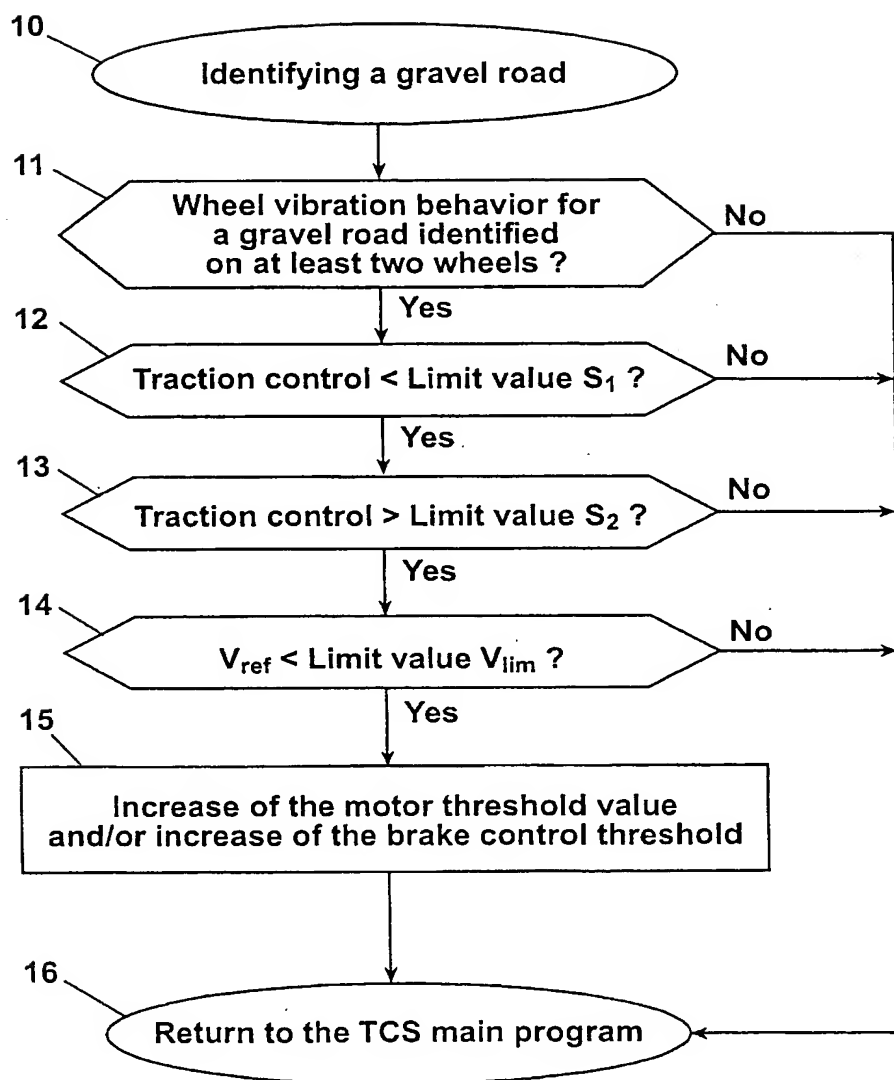 10
Identifying a gravel road
11
Wheel vibration behavior for
a gravel road identified
on at least two wheels ?
No
Yes
12
Traction control < Limit value S₁ ?
No
Yes
13
Traction control > Limit value S₂ ?
No
Yes
14
V_ref < Limit value V_lim ?
No
Yes
15
Increase of the motor threshold value
and/or increase of the brake control threshold
16
Return to the TCS main program